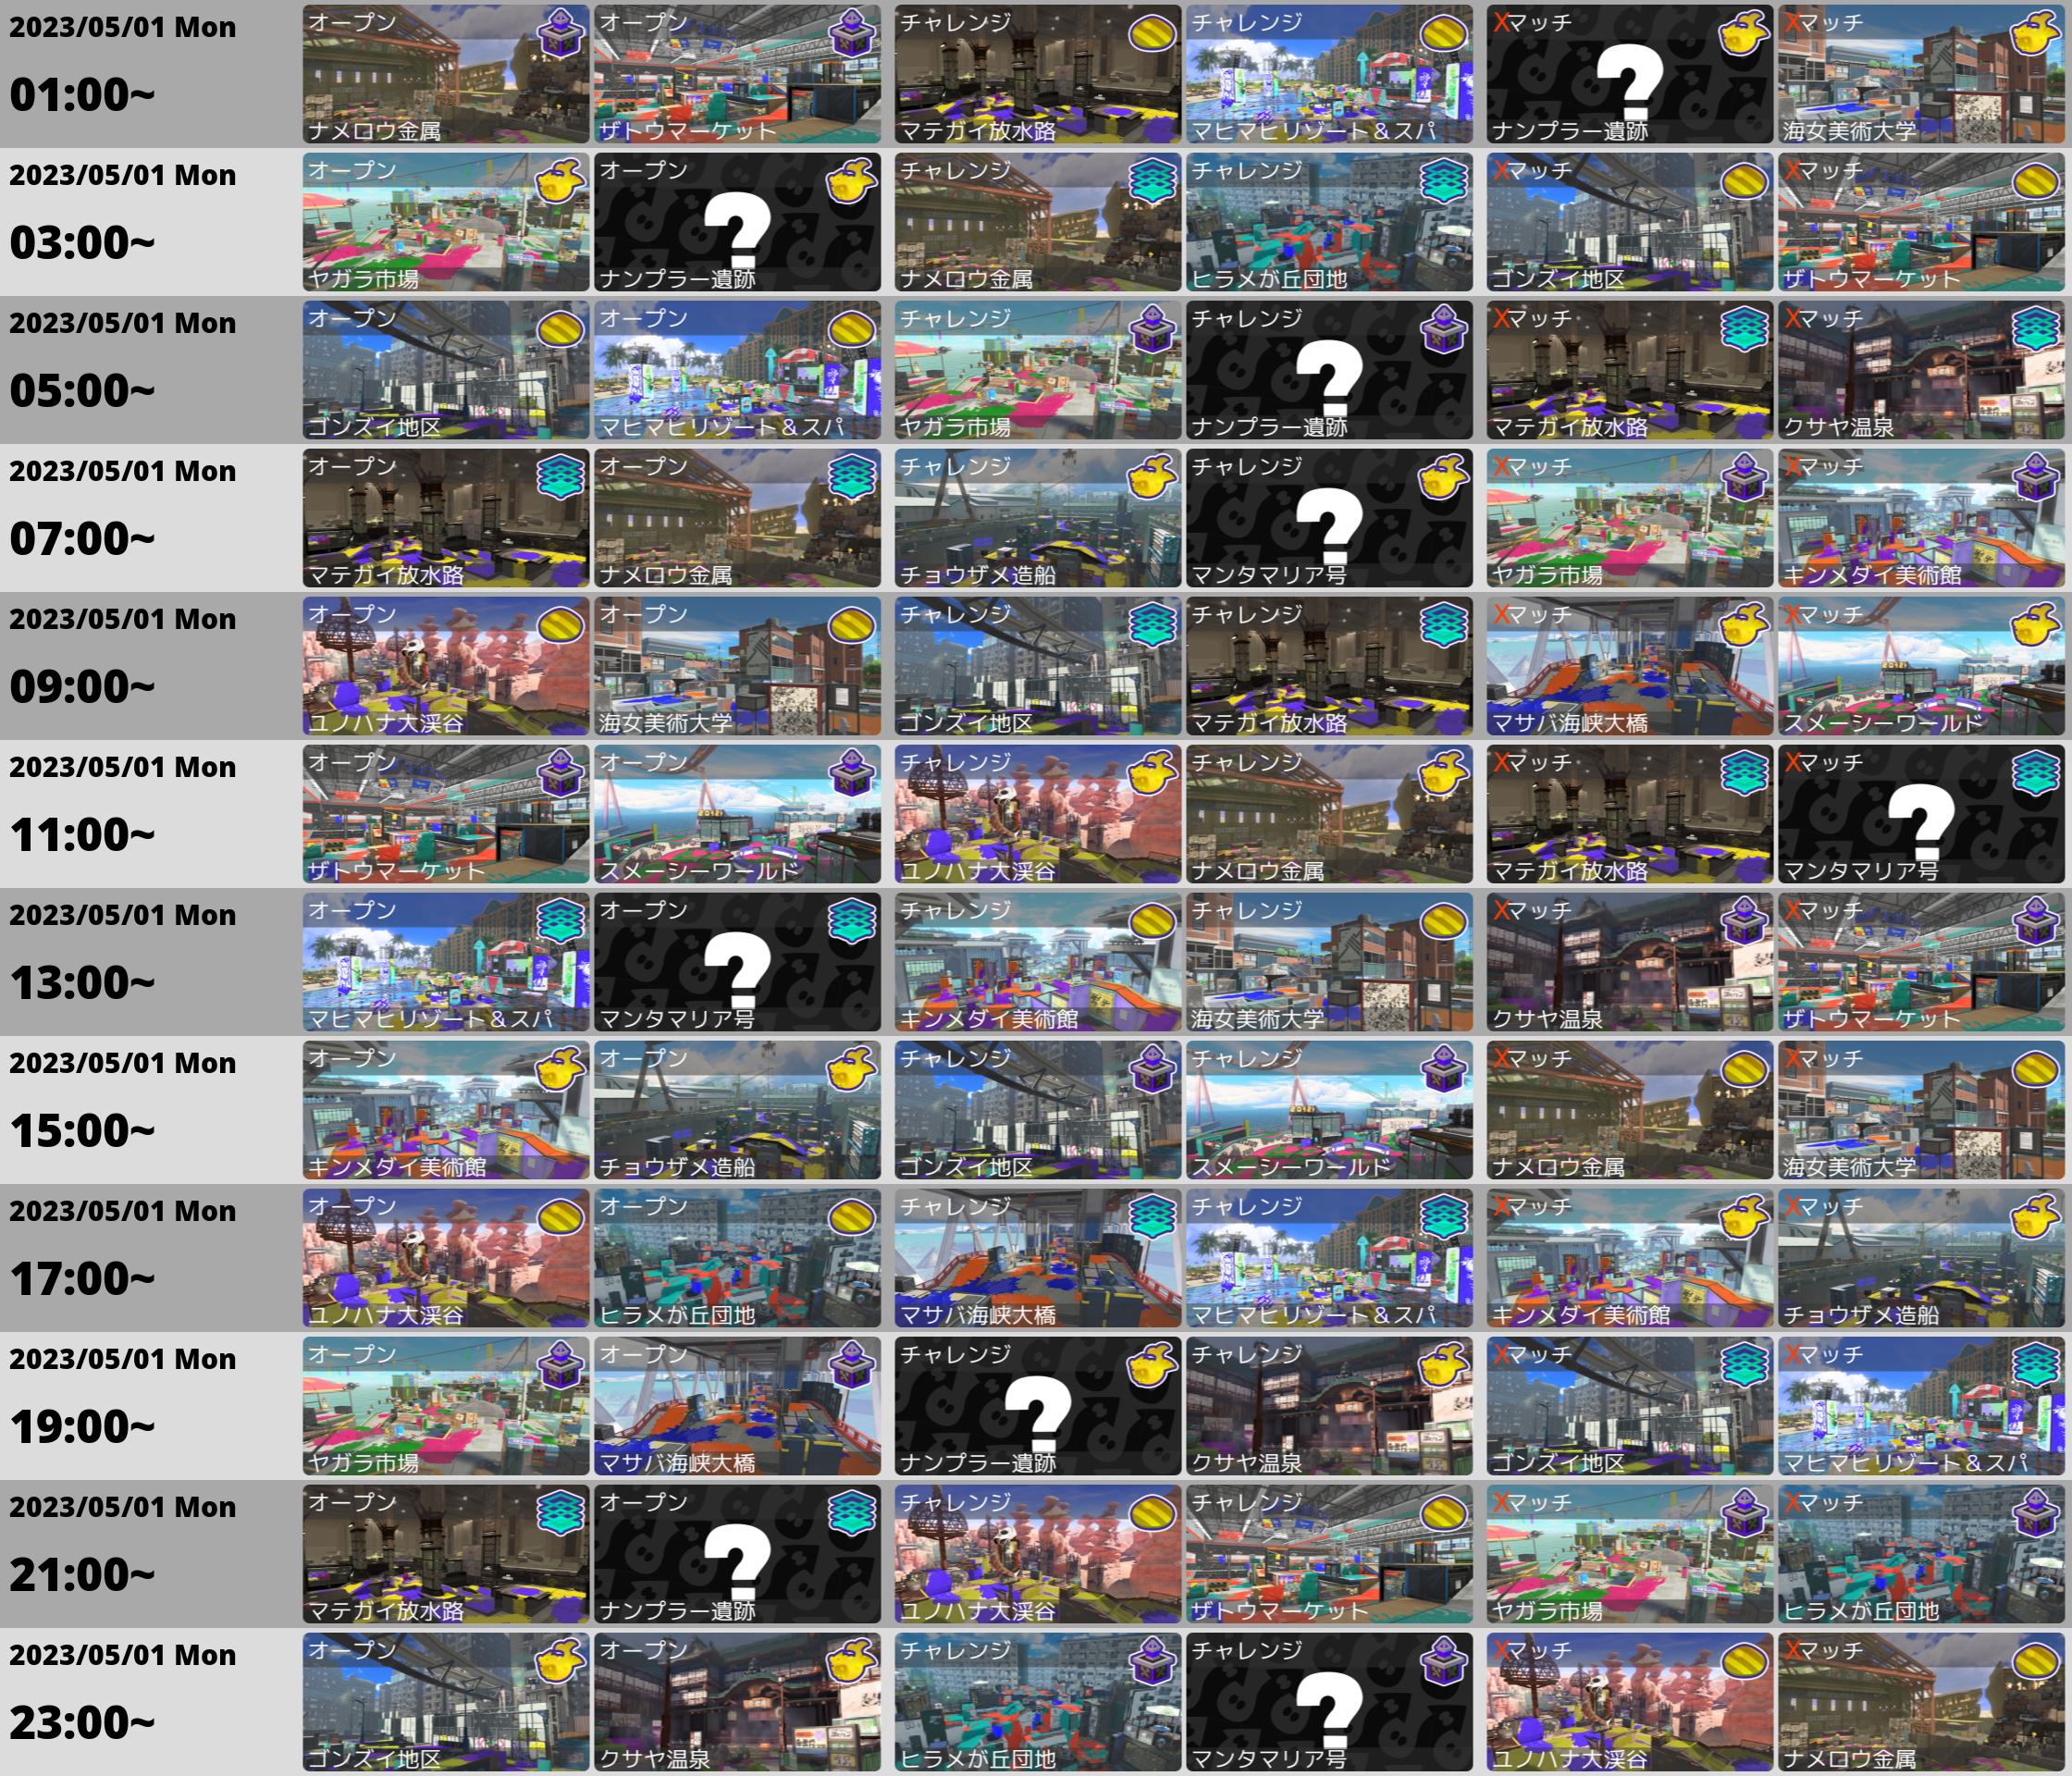 2023/05/01 Mon
01:00~
オープン オープン チャレンジ チャレンジ Xマッチ Xマッチ
ナメロウ金属 ザトウマーケット マテガイ放水路 マヒマヒリゾート＆スパ ナンプラー遺跡 海女美術大学
2023/05/01 Mon
03:00~
オープン オープン チャレンジ チャレンジ Xマッチ Xマッチ
ヤガラ市場 ナンプラー遺跡 ナメロウ金属 ヒラメが丘団地 ゴンズイ地区 ザトウマーケット
2023/05/01 Mon
05:00~
オープン オープン チャレンジ チャレンジ Xマッチ Xマッチ
ゴンズイ地区 マヒマヒリゾート＆スパ ヤガラ市場 ナンプラー遺跡 マテガイ放水路 クサヤ温泉
2023/05/01 Mon
07:00~
オープン オープン チャレンジ チャレンジ Xマッチ Xマッチ
マテガイ放水路 ナメロウ金属 チョウザメ造船 マンタマリア号 ヤガラ市場 キンメダイ美術館
2023/05/01 Mon
09:00~
オープン オープン チャレンジ チャレンジ Xマッチ Xマッチ
ユノハナ大渓谷 海女美術大学 ゴンズイ地区 マテガイ放水路 マサバ海峡大橋 スメーシーワールド
2023/05/01 Mon
11:00~
オープン オープン チャレンジ チャレンジ Xマッチ Xマッチ
ザトウマーケット スメーシーワールド ユノハナ大渓谷 ナメロウ金属 マテガイ放水路 マンタマリア号
2023/05/01 Mon
13:00~
オープン オープン チャレンジ チャレンジ Xマッチ Xマッチ
マヒマヒリゾート＆スパ マンタマリア号 キンメダイ美術館 海女美術大学 クサヤ温泉 ザトウマーケット
2023/05/01 Mon
15:00~
オープン オープン チャレンジ チャレンジ Xマッチ Xマッチ
キンメダイ美術館 チョウザメ造船 ゴンズイ地区 スメーシーワールド ナメロウ金属 海女美術大学
2023/05/01 Mon
17:00~
オープン オープン チャレンジ チャレンジ Xマッチ Xマッチ
ユノハナ大渓谷 ヒラメが丘団地 マサバ海峡大橋 マヒマヒリゾート＆スパ キンメダイ美術館 チョウザメ造船
2023/05/01 Mon
19:00~
オープン オープン チャレンジ チャレンジ Xマッチ Xマッチ
ヤガラ市場 マサバ海峡大橋 ナンプラー遺跡 クサヤ温泉 ゴンズイ地区 マヒマヒリゾート＆スパ
2023/05/01 Mon
21:00~
オープン オープン チャレンジ チャレンジ Xマッチ Xマッチ
マテガイ放水路 ナンプラー遺跡 ユノハナ大渓谷 ザトウマーケット ヤガラ市場 ヒラメが丘団地
2023/05/01 Mon
23:00~
オープン オープン チャレンジ チャレンジ Xマッチ Xマッチ
ゴンズイ地区 クサヤ温泉 ヒラメが丘団地 マンタマリア号 ユノハナ大渓谷 ナメロウ金属